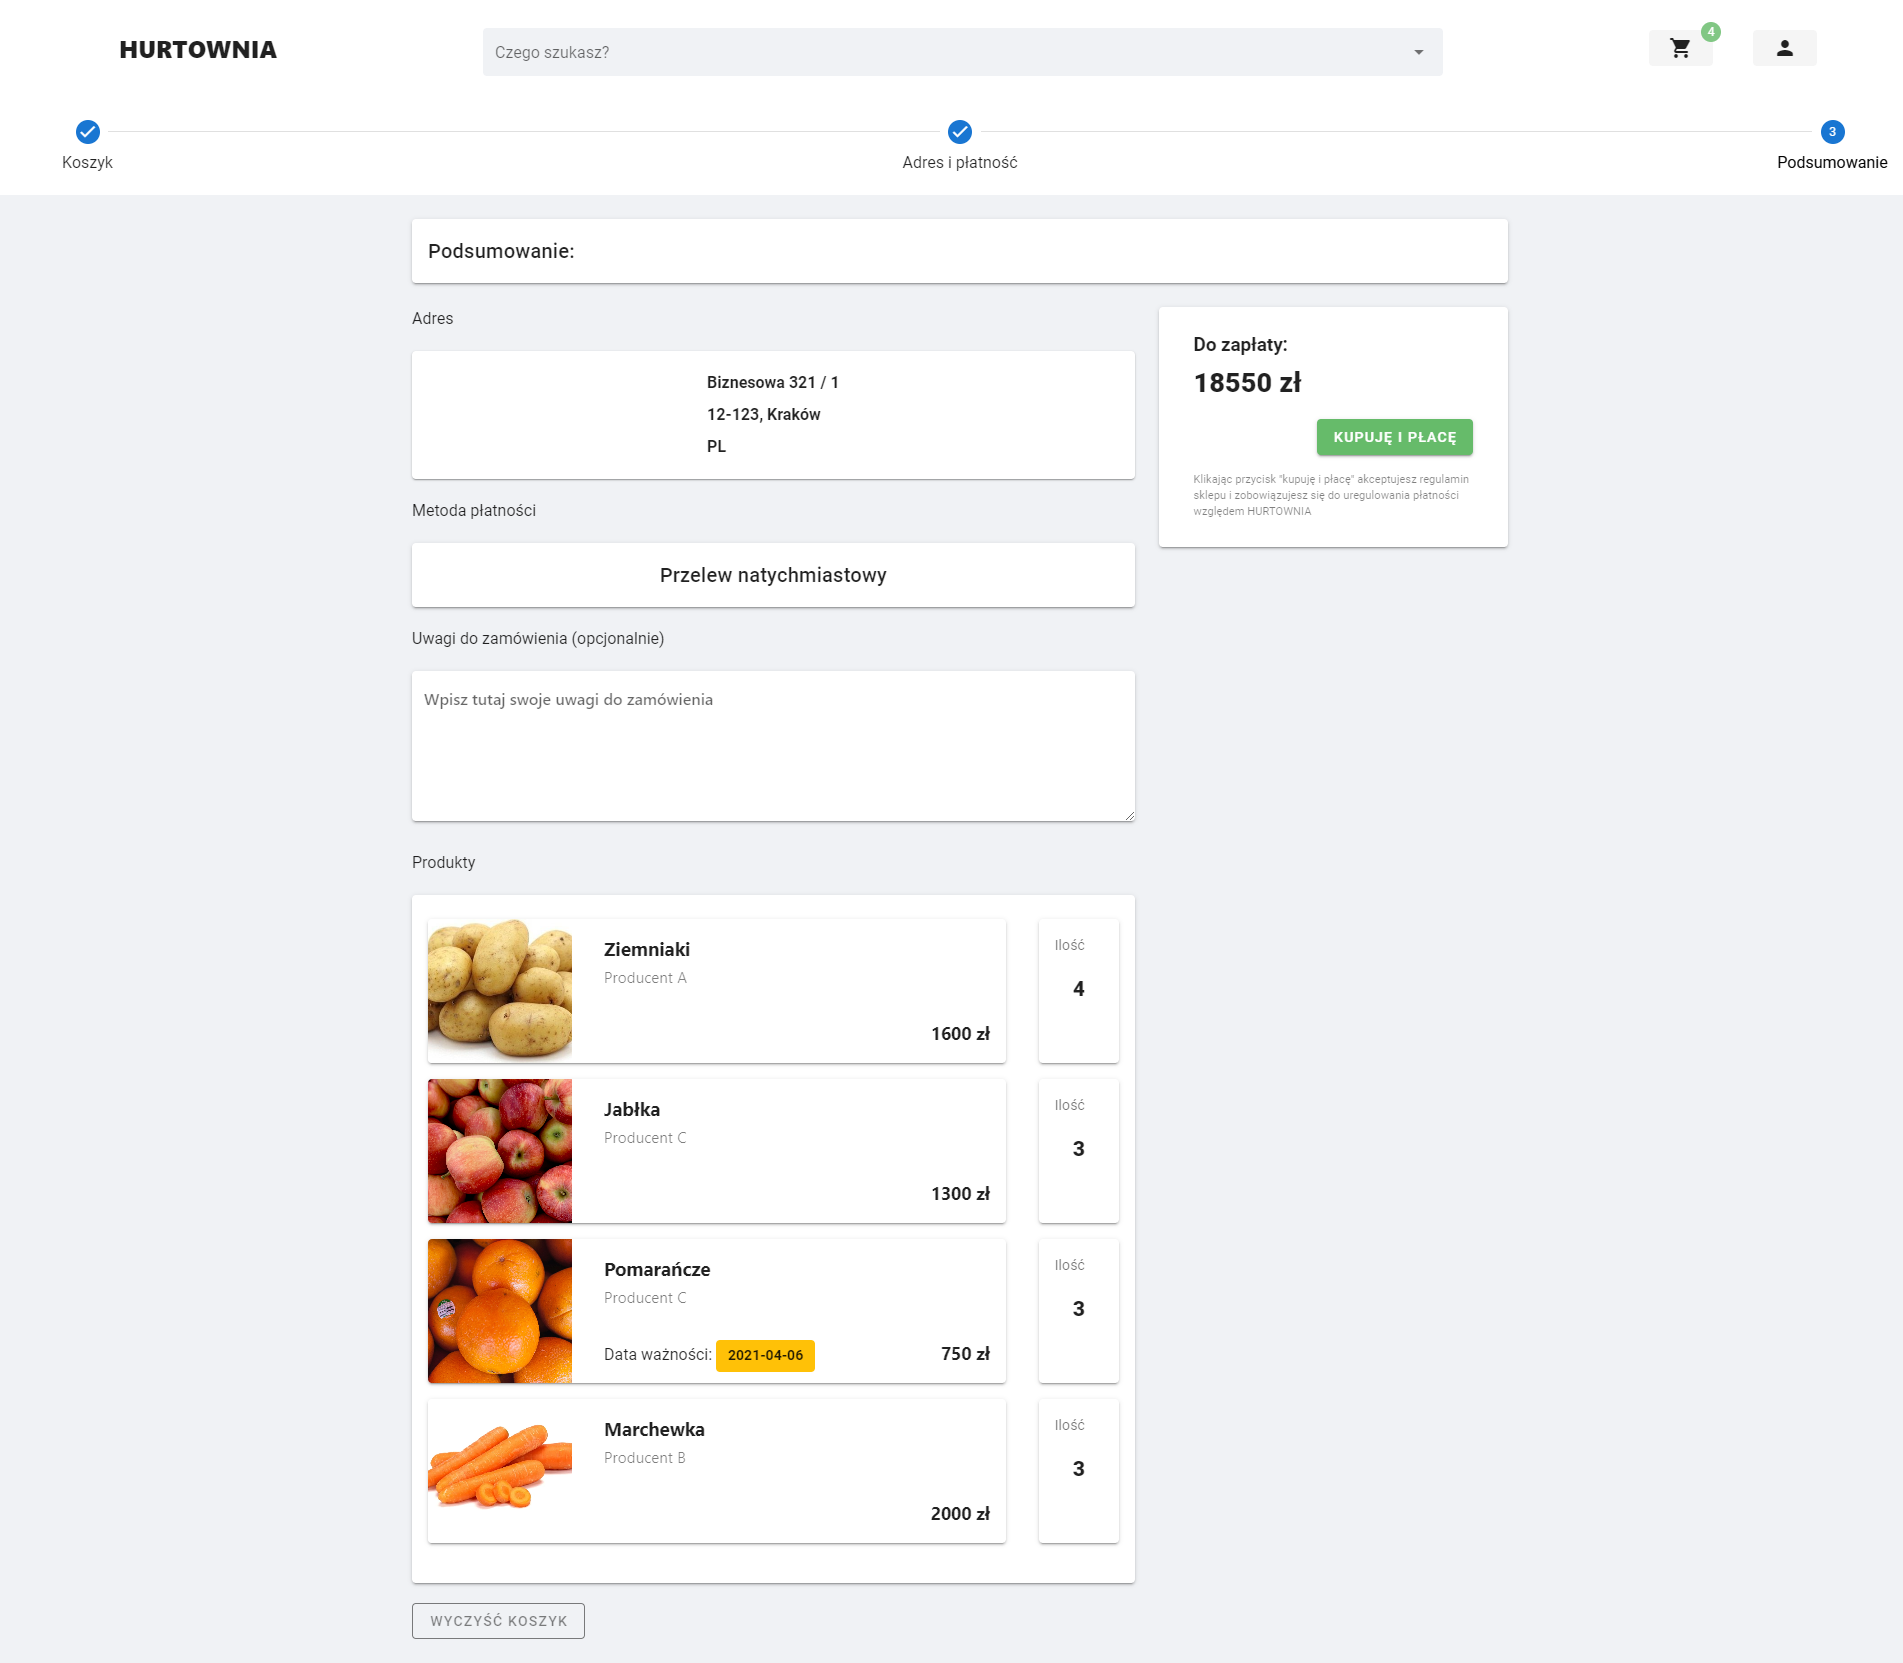 HURTOWNIA
Czego szukasz?
4
Koszyk
Adres i płatność
3
Podsumowanie
Podsumowanie:
Adres
Biznesowa 321 / 1
12-123, Kraków
PL
Do zapłaty:
18550 zł
KUPUJĘ I PŁACĘ
Klikając przycisk "kupuję i płacę" akceptujesz regulamin
sklepu i zobowiązujesz się do uregulowania płatności
względem HURTOWNIA
Metoda płatności
Przelew natychmiastowy
Uwagi do zamówienia (opcjonalnie)
Wpisz tutaj swoje uwagi do zamówienia
Produkty
Ziemniaki
Producent A
1600 zł
Ilość
4
Jabłka
Producent C
1300 zł
Ilość
3
Pomarańcze
Producent C
Data ważności: 2021-04-06
750 zł
Ilość
3
Marchewka
Producent B
2000 zł
Ilość
3
WYCZYŚĆ KOSZYK